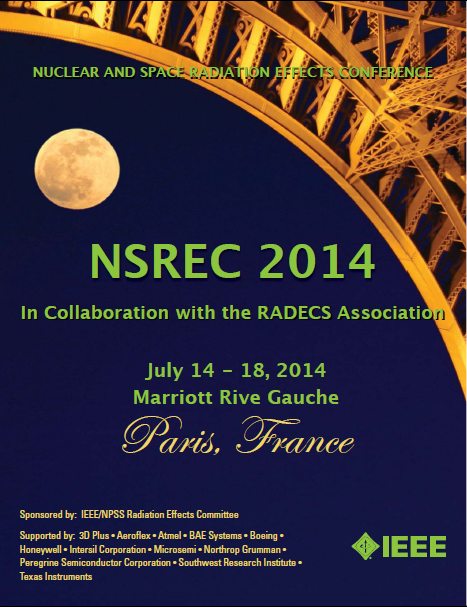 NUCLEAR AND SPACE RADIATION EFFECTS CONFERENCE
NSREC 2014
In Collaboration with the RADECS Association
July 14 – 18, 2014
Marriott Rive Gauche
Paris, France
Sponsored by: IEEE/NPSS Radiation Effects Committee
Supported by: 3D Plus • Aeroflex • Atmel • BAE Systems • Boeing •
Honeywell • Intersil Corporation • Microsemi • Northrop Grumman •
Peregrine Semiconductor Corporation • Southwest Research Institute •
Texas Instruments
IEEE